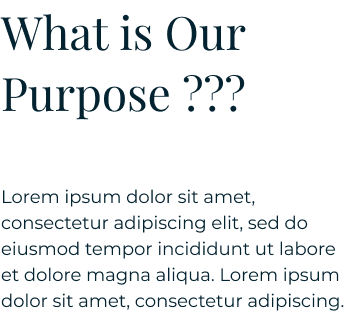 What is Our
Purpose ???
Lorem ipsum dolor sit amet,
consectetur adipiscing elit, sed do
eiusmod tempor incididunt ut labore
et dolore magna aliqua. Lorem ipsum
dolor sit amet, consectetur adipiscing.